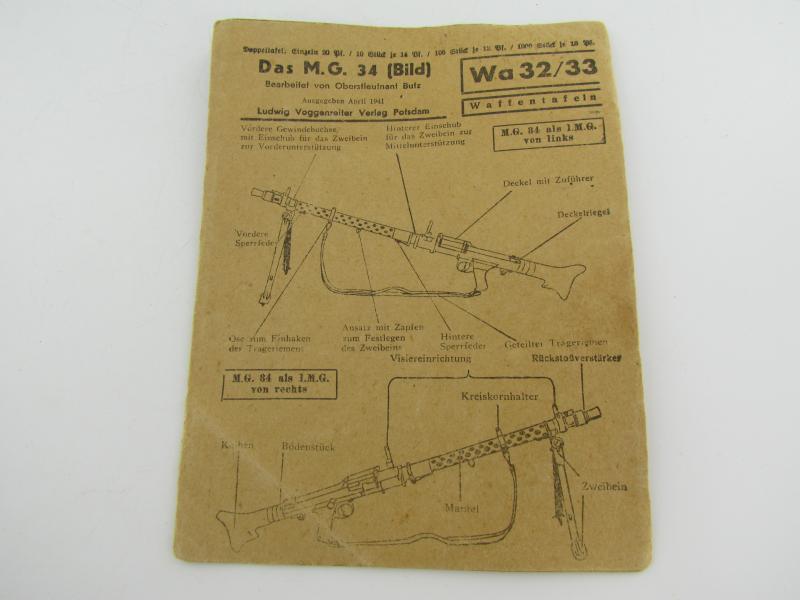 Doppeltafel: Einzeln 20 Pf. / 10 Stück je 14 Pf. / 100 Stück je 12 Pf. / 1000 Stück je 10 Pf.
Das M.G. 34 (Bild)
Bearbeitet von Oberstleutnant Butz
Ausgegeben April 1941
Ludwig Voggenreiter Verlag Potsdam
Wa 32/33
Waffentafeln
M.G. 34 als l.M.G.
von links
Vordere Gewindebuchse
mit Einschub für das Zweibein
zur Vorderunterstützung
Hinterer Einschub
für das Zweibein zur
Mittelunterstützung
Deckel mit Zuführer
Deckelriegel
Vordere
Sperrfeder
Öse zum Einhaken
des Trageriemens
Ansatz mit Zapfen
zum Festlegen
des Zweibeins
Hintere
Sperrfeder
Geteilter Trageriemen
M.G. 34 als l.M.G.
von rechts
Visiereinrichtung
Rückstoßverstärker
Kreiskornhalter
Kolben
Bodenstück
Mantel
Zweibein